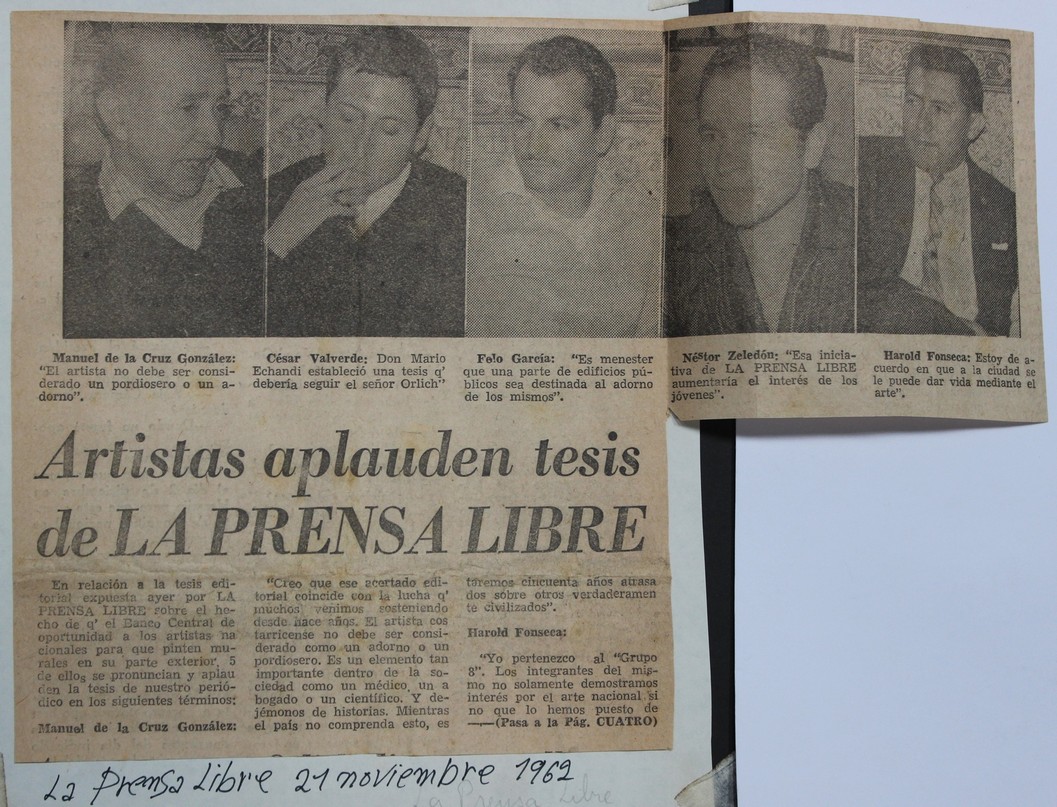 Manuel de la Cruz González:
"El artista no debe ser consi-
derado un pordiosero o un a-
dorno".
César Valverde: Don Mario
Echandi estableció una tesis q'
debería seguir el señor Orlich"
Felo García: "Es menester
que una parte de edificios pú-
blicos sea destinada al adorno
de los mismos".
Néstor Zeledón: "Esa inicia-
tiva de LA PRENSA LIBRE
aumentaría el interés de los
jóvenes".
Harold Fonseca: Estoy de a-
cuerdo en que a la ciudad se
le puede dar vida mediante el
arte".
Artistas aplauden tesis
de LA PRENSA LIBRE
En relación a la tesis edi-
torial expuesta ayer por LA
PRENSA LIBRE sobre el he-
cho de q' el Banco Central de
oportunidad a los artistas na
cionales para que pinten mu-
rales en su parte exterior, 5
de ellos se pronuncian y aplau
den la tesis de nuestro perió-
dico en los siguientes términos:
Manuel de la Cruz González:
"Creo que ese acertado edi-
torial coincide con la lucha q'
muchos venimos sosteniendo
desde hace años. El artista cos
tarricense no debe ser consi-
derado como un adorno o un
pordiosero. Es un elemento tan
importante dentro de la so-
ciedad como un médico, un a
bogado o un científico. Y de-
jémonos de historias. Mientras
el país no comprenda esto, es
taremos cincuenta años atrasa
dos sobre otros verdaderamen
te civilizados".
Harold Fonseca:
"Yo pertenezco al "Grupo
8". Los integrantes del mis-
mo no solamente demostramos
interés por el arte nacional si
no que lo hemos puesto de
——(Pasa a la Pág. CUATRO)
La Prensa Libre 21 noviembre 1962
La Prensa Libre